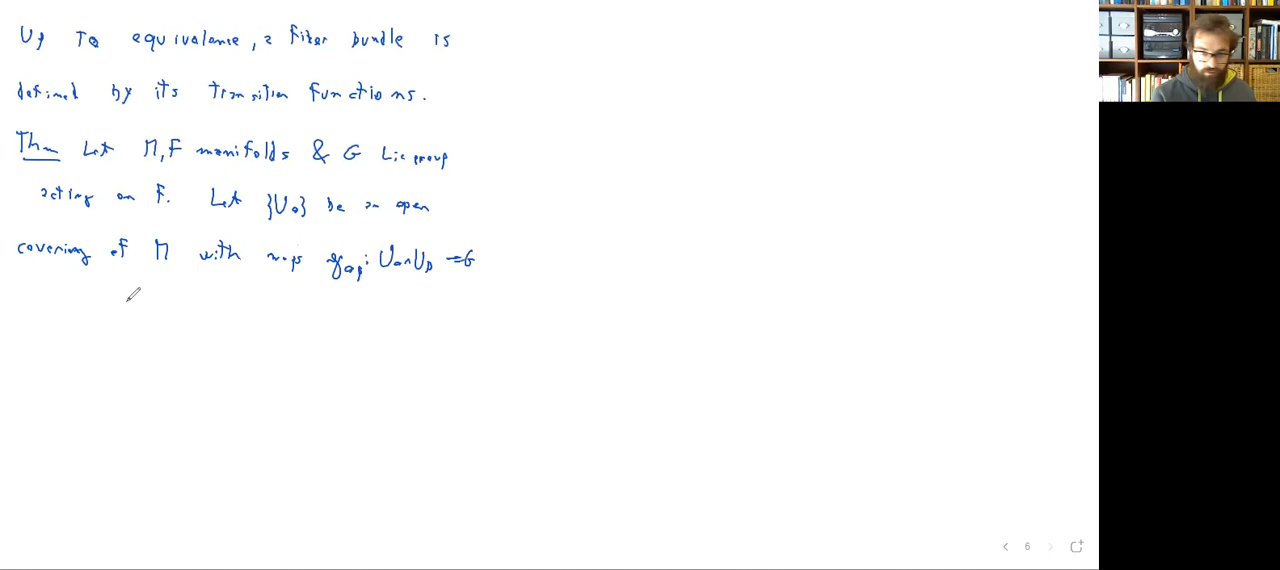 Up to equivalence, a fiber bundle is
defined by its transition functions.
Thm Let M, F manifolds & G Lie group
acting on F. Let {Uα} be an open
covering of M with maps gαβ: Uα∩Uβ → G
6